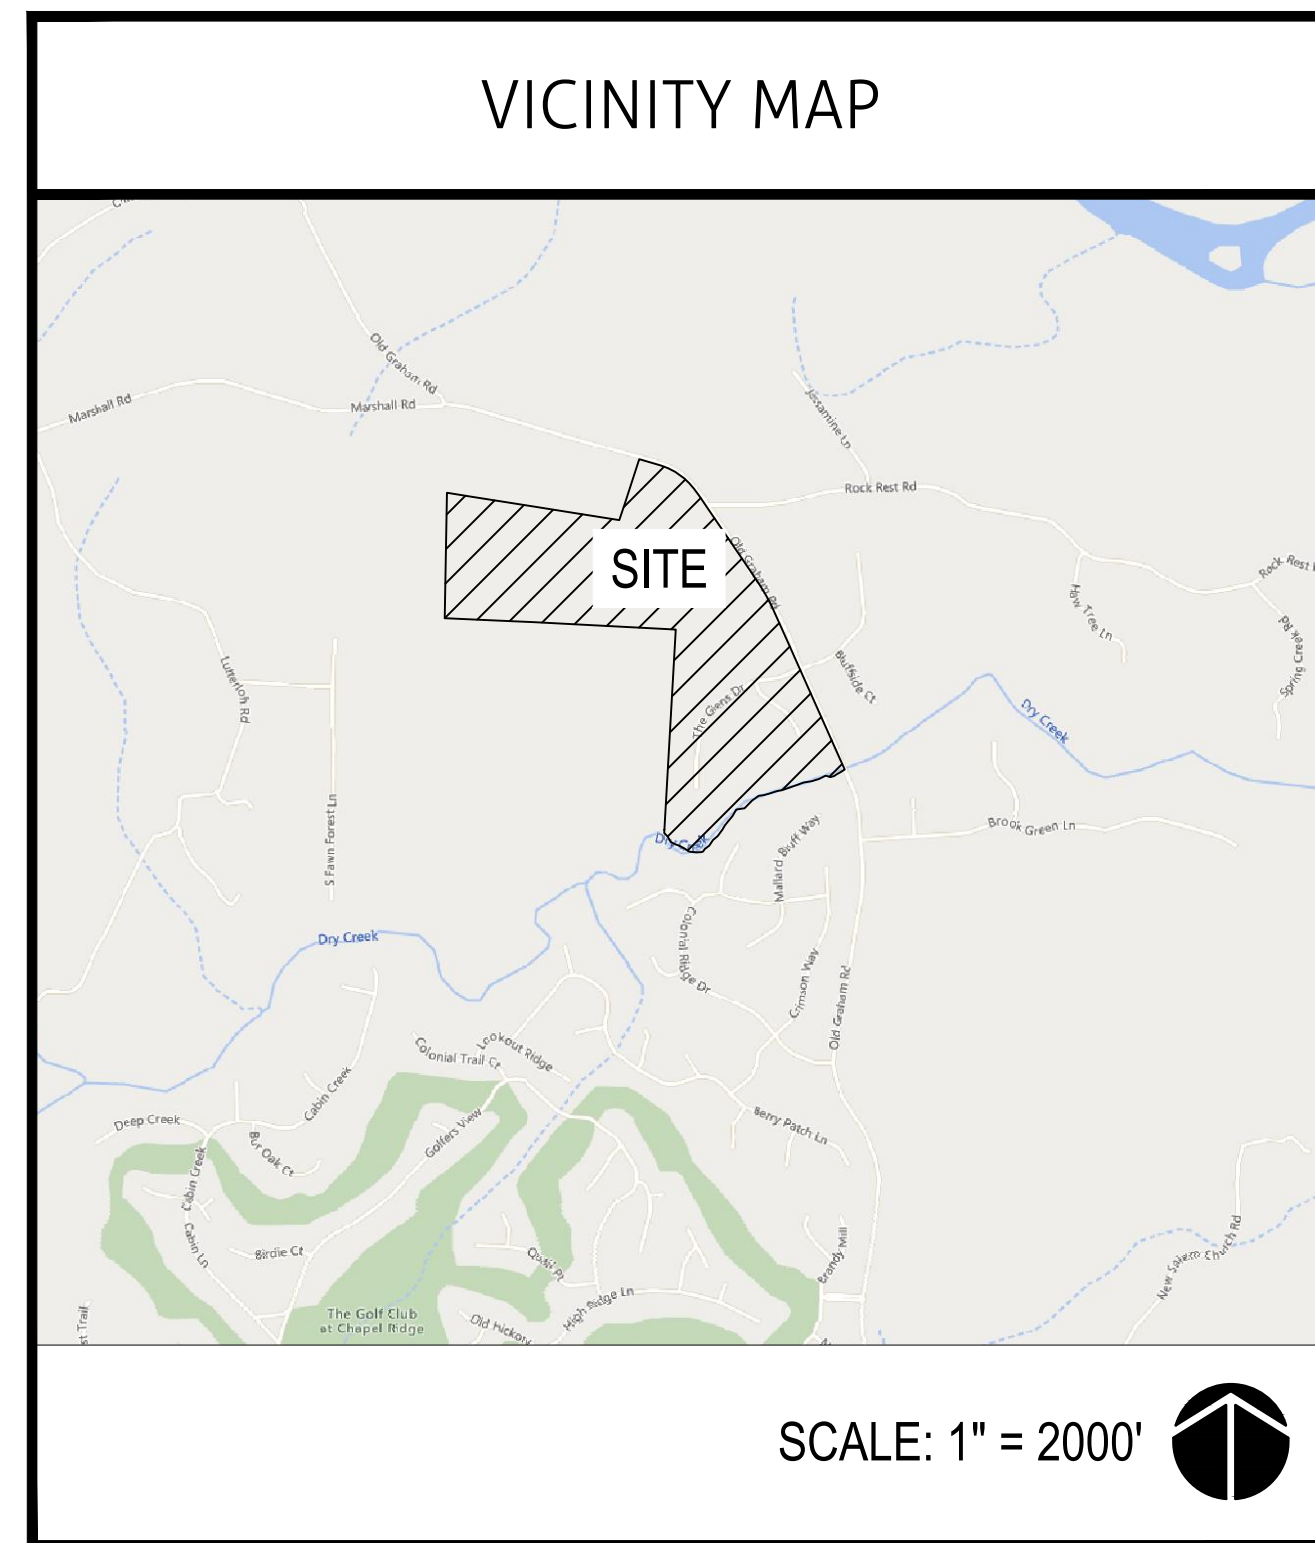 VICINITY MAP
Old Graham Rd
Marshall Rd
Marshall Rd
Jessamine Ln
Rock Rest Rd
SITE
Old Graham Rd
Rock Rest
Haw Tree Ln
Spring Creek Rd
Lutterloh Rd
Bluffside Ct
The Glens Dr
Dry Creek
S Fawn Forest Ln
Dry Creek
Mallard Bluff Way
Brook Green Ln
Dry Creek
Colonial Ridge Dr
Crimson Way
Old Graham Rd
Lookout Ridge
Colonial Trail Ct
Cabin Creek
Deep Creek
Golfers View
Berry Patch Ln
Bur Oak Ct
Cabin Creek
Cabin Ln
Birdie Ct
Quail Pt
Brandy Mill
New Salem Church Rd
High Ridge Ln
The Golf Club
at Chapel Ridge
Old Hickory
st Trail
SCALE: 1" = 2000'